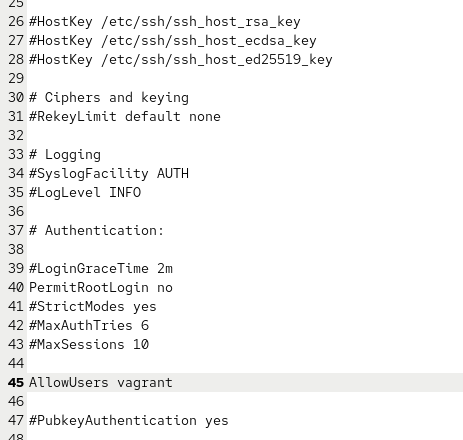 25
26 #HostKey /etc/ssh/ssh_host_rsa_key
27 #HostKey /etc/ssh/ssh_host_ecdsa_key
28 #HostKey /etc/ssh/ssh_host_ed25519_key
29
30 # Ciphers and keying
31 #RekeyLimit default none
32
33 # Logging
34 #SyslogFacility AUTH
35 #LogLevel INFO
36
37 # Authentication:
38
39 #LoginGraceTime 2m
40 PermitRootLogin no
41 #StrictModes yes
42 #MaxAuthTries 6
43 #MaxSessions 10
44
45 AllowUsers vagrant
46
47 #PubkeyAuthentication yes
48